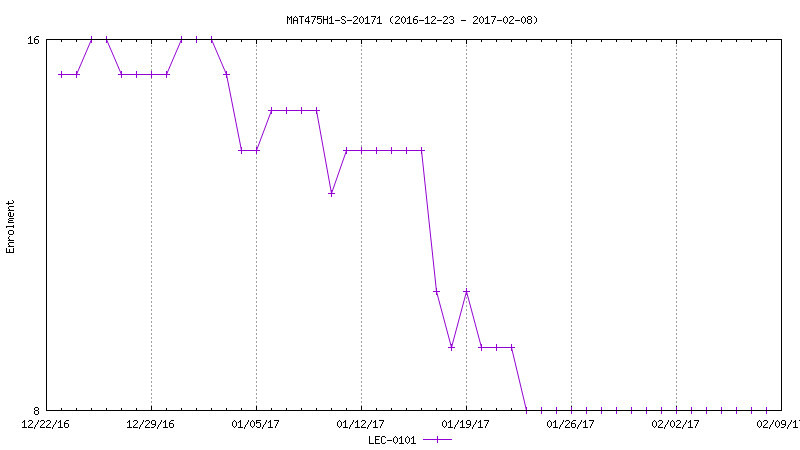 MAT475H1-S-20171 (2016-12-23 - 2017-02-08)
16
Enrolment
8
12/22/16 12/29/16 01/05/17 01/12/17 01/19/17 01/26/17 02/02/17 02/09/17
LEC-0101